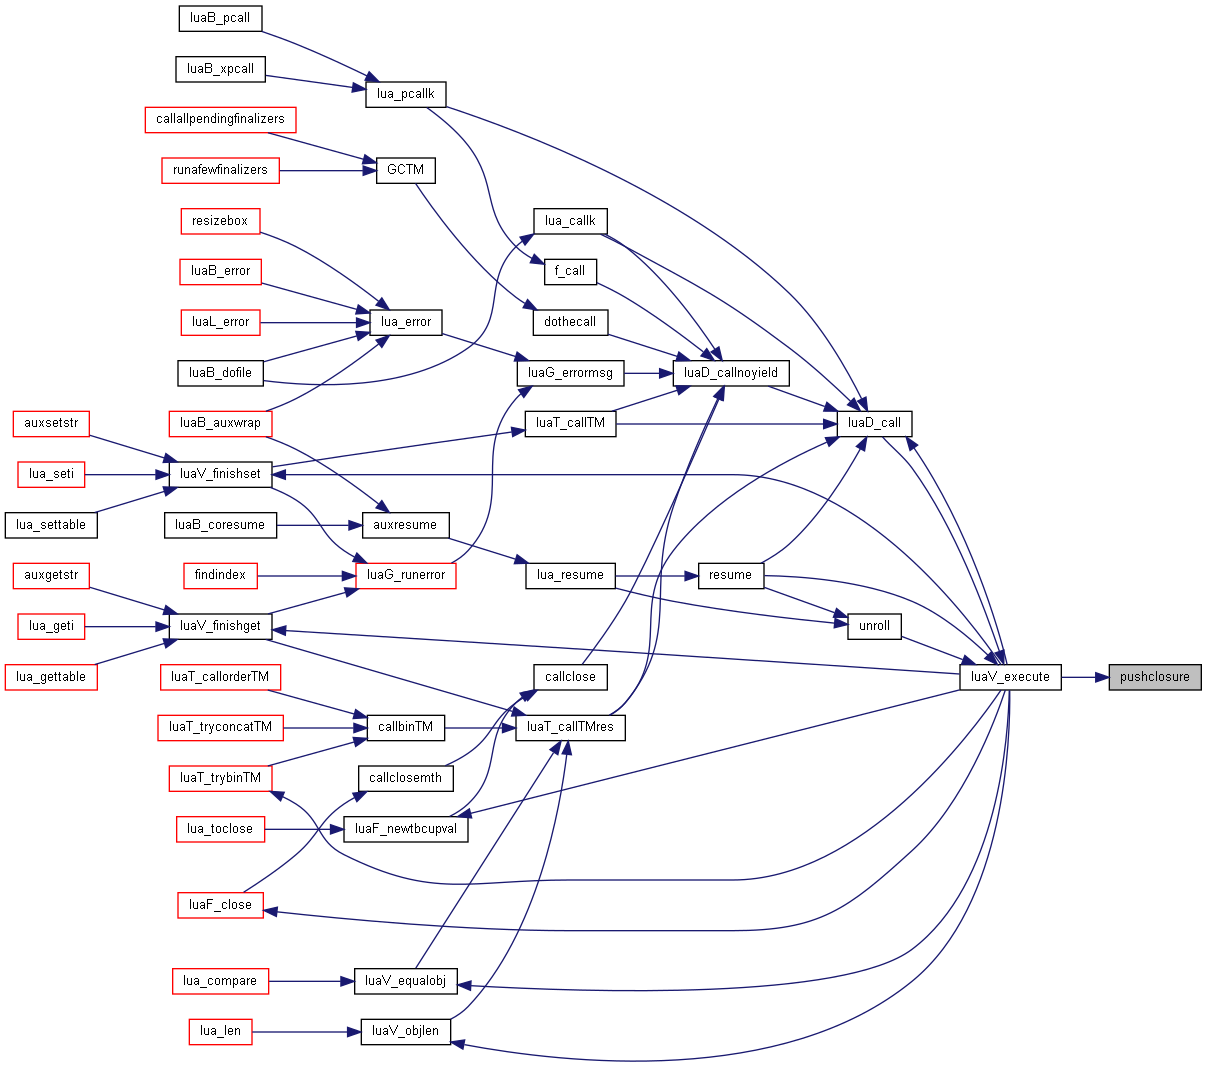 luaB_pcall
luaB_xpcall
lua_pcallk
callallpendingfinalizers
runafewfinalizers
GCTM
resizebox
lua_callk
luaB_error
f_call
luaL_error
lua_error
dothecall
luaB_dofile
luaG_errormsg
luaD_callnoyield
auxsetstr
luaB_auxwrap
luaT_callTM
luaD_call
lua_seti
luaV_finishset
lua_settable
luaB_coresume
auxresume
auxgetstr
findindex
luaG_runerror
lua_resume
resume
lua_geti
luaV_finishget
unroll
lua_gettable
luaT_callorderTM
callclose
luaV_execute
pushclosure
luaT_tryconcatTM
callbinTM
luaT_callTMres
luaT_trybinTM
callclosemth
lua_toclose
luaF_newtbcupval
luaF_close
lua_compare
luaV_equalobj
lua_len
luaV_objlen